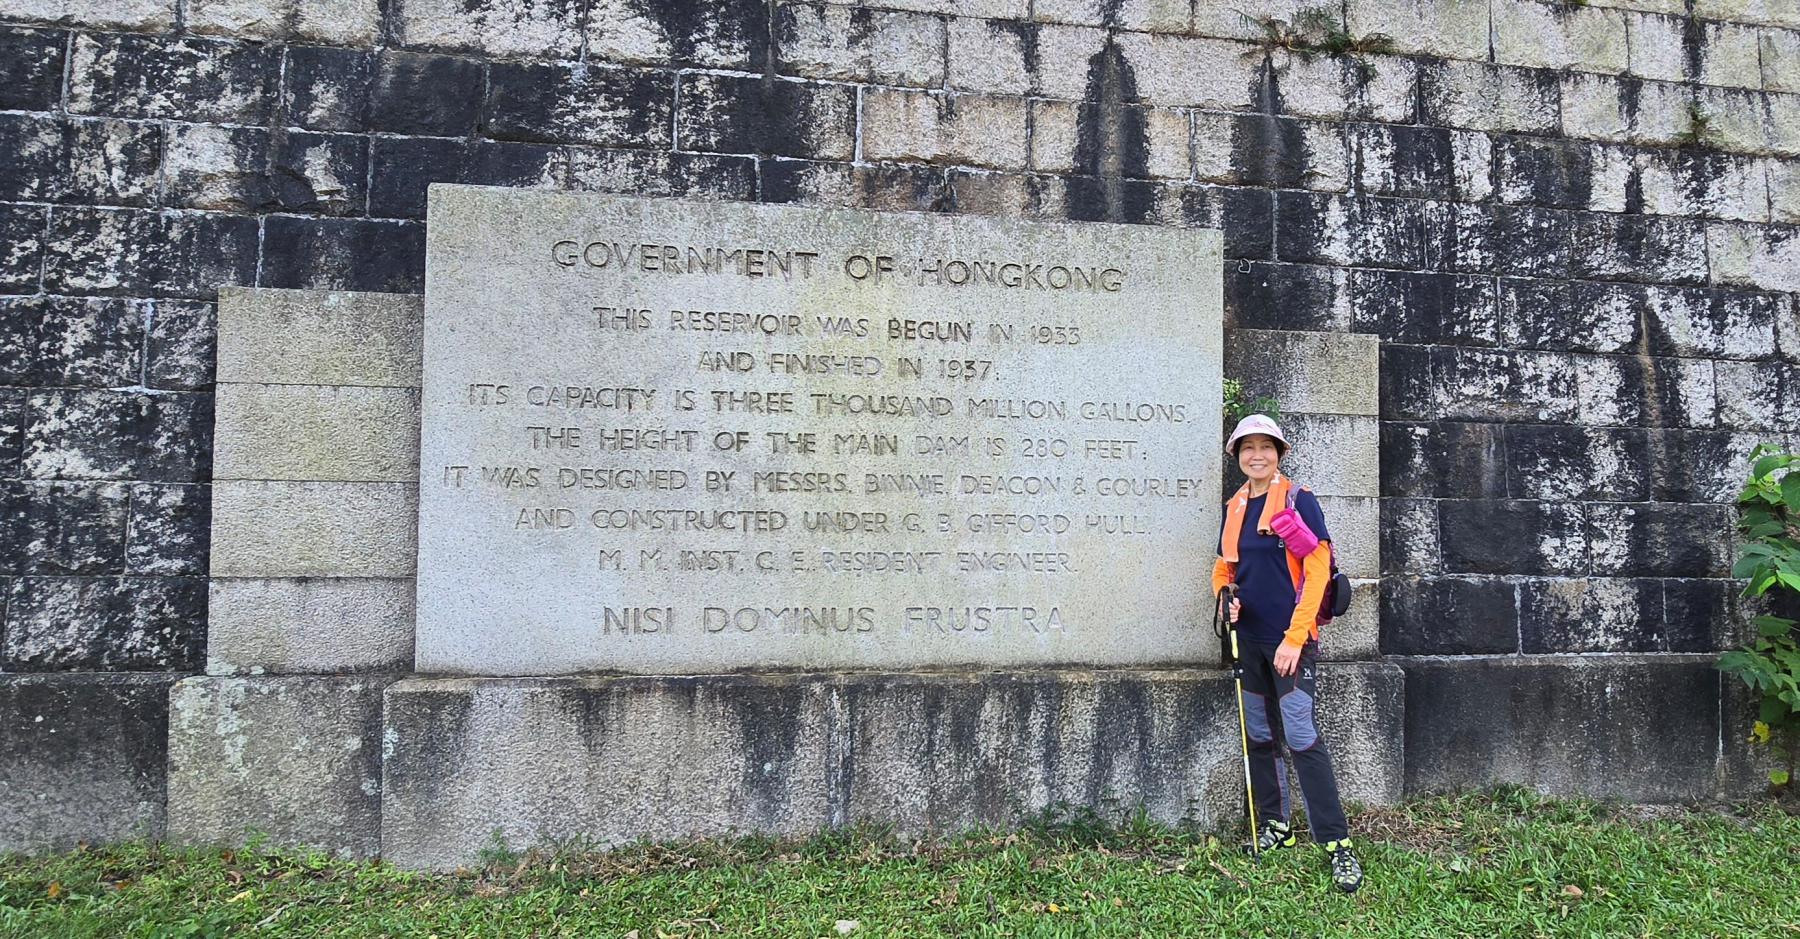 GOVERNMENT OF HONGKONG
THIS RESERVOIR WAS BEGUN IN 1933
AND FINISHED IN 1937.
ITS CAPACITY IS THREE THOUSAND MILLION GALLONS.
THE HEIGHT OF THE MAIN DAM IS 280 FEET.
IT WAS DESIGNED BY MESSRS. BINNIE, DEACON & GOURLEY
AND CONSTRUCTED UNDER G. B. GIFFORD HULL.
M. M. INST. C. E. RESIDENT ENGINEER.
NISI DOMINUS FRUSTRA